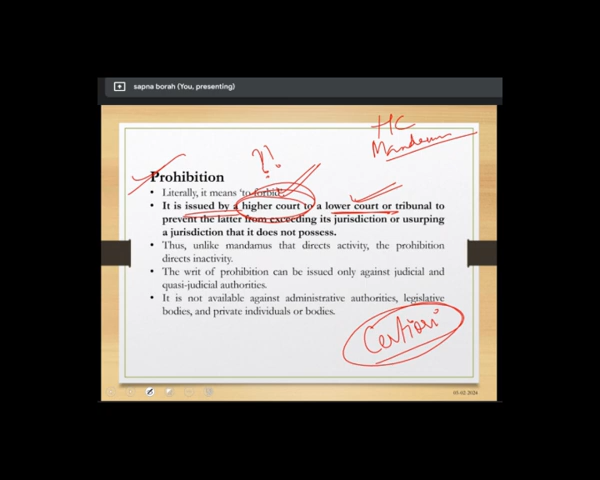 sapna borah (You, presenting)
HC
?!
Prohibition
• Literally, it means 'to forbid'.
• It is issued by a higher court to a lower court or tribunal to
prevent the latter from exceeding its jurisdiction or usurping
a jurisdiction that it does not possess.
• Thus, unlike mandamus that directs activity, the prohibition
directs inactivity.
• The writ of prohibition can be issued only against judicial and
quasi-judicial authorities.
• It is not available against administrative authorities, legislative
bodies, and private individuals or bodies.